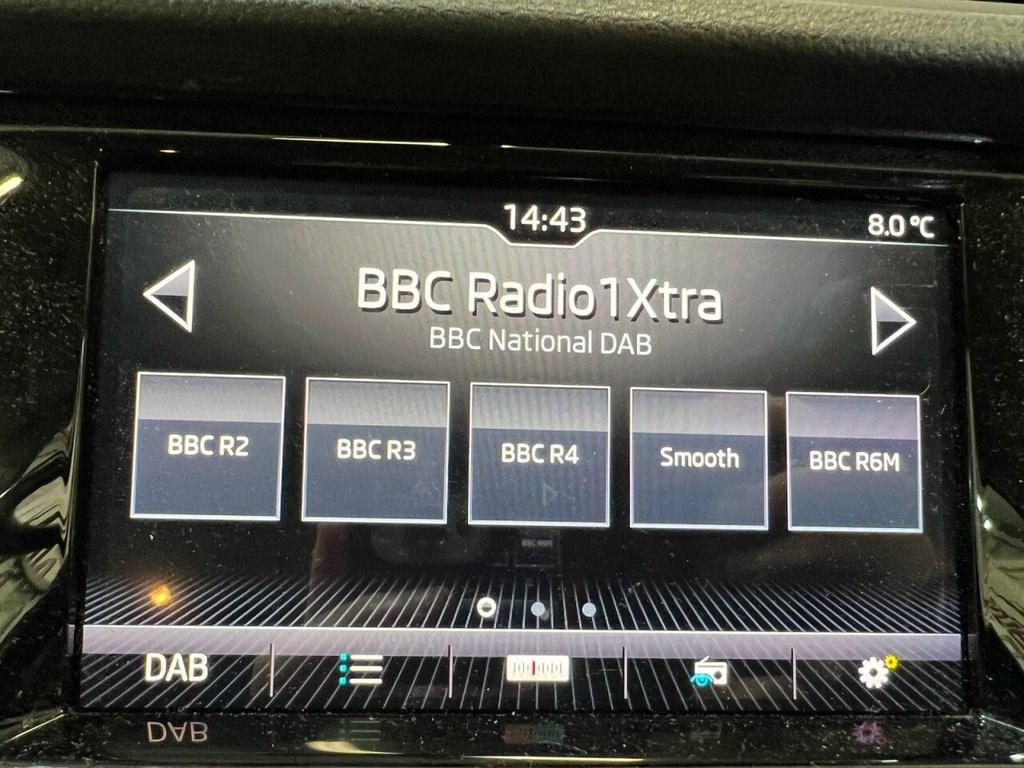 14:43
8.0 °C
BBC Radio1Xtra
BBC National DAB
BBC R2
BBC R3
BBC R4
Smooth
BBC R6M
DAB